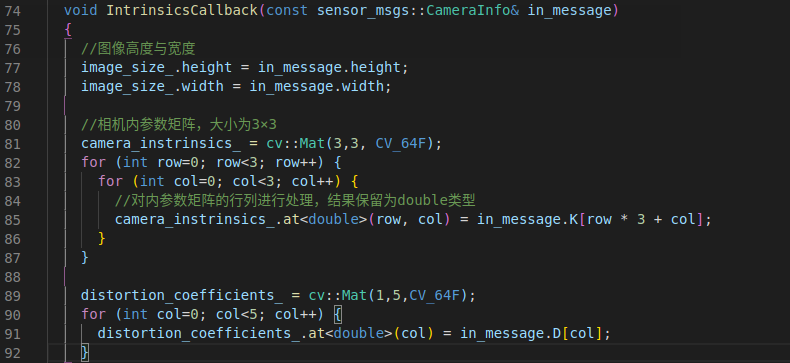 74 void IntrinsicsCallback(const sensor_msgs::CameraInfo& in_message)
75 {
76 //图像高度与宽度
77 image_size_.height = in_message.height;
78 image_size_.width = in_message.width;
79
80 //相机内参数矩阵，大小为3×3
81 camera_instrinsics_ = cv::Mat(3,3, CV_64F);
82 for (int row=0; row<3; row++) {
83 for (int col=0; col<3; col++) {
84 //对内参数矩阵的行列进行处理，结果保留为double类型
85 camera_instrinsics_.at<double>(row, col) = in_message.K[row * 3 + col];
86 }
87 }
88
89 distortion_coefficients_ = cv::Mat(1,5,CV_64F);
90 for (int col=0; col<5; col++) {
91 distortion_coefficients_.at<double>(col) = in_message.D[col];
92 }